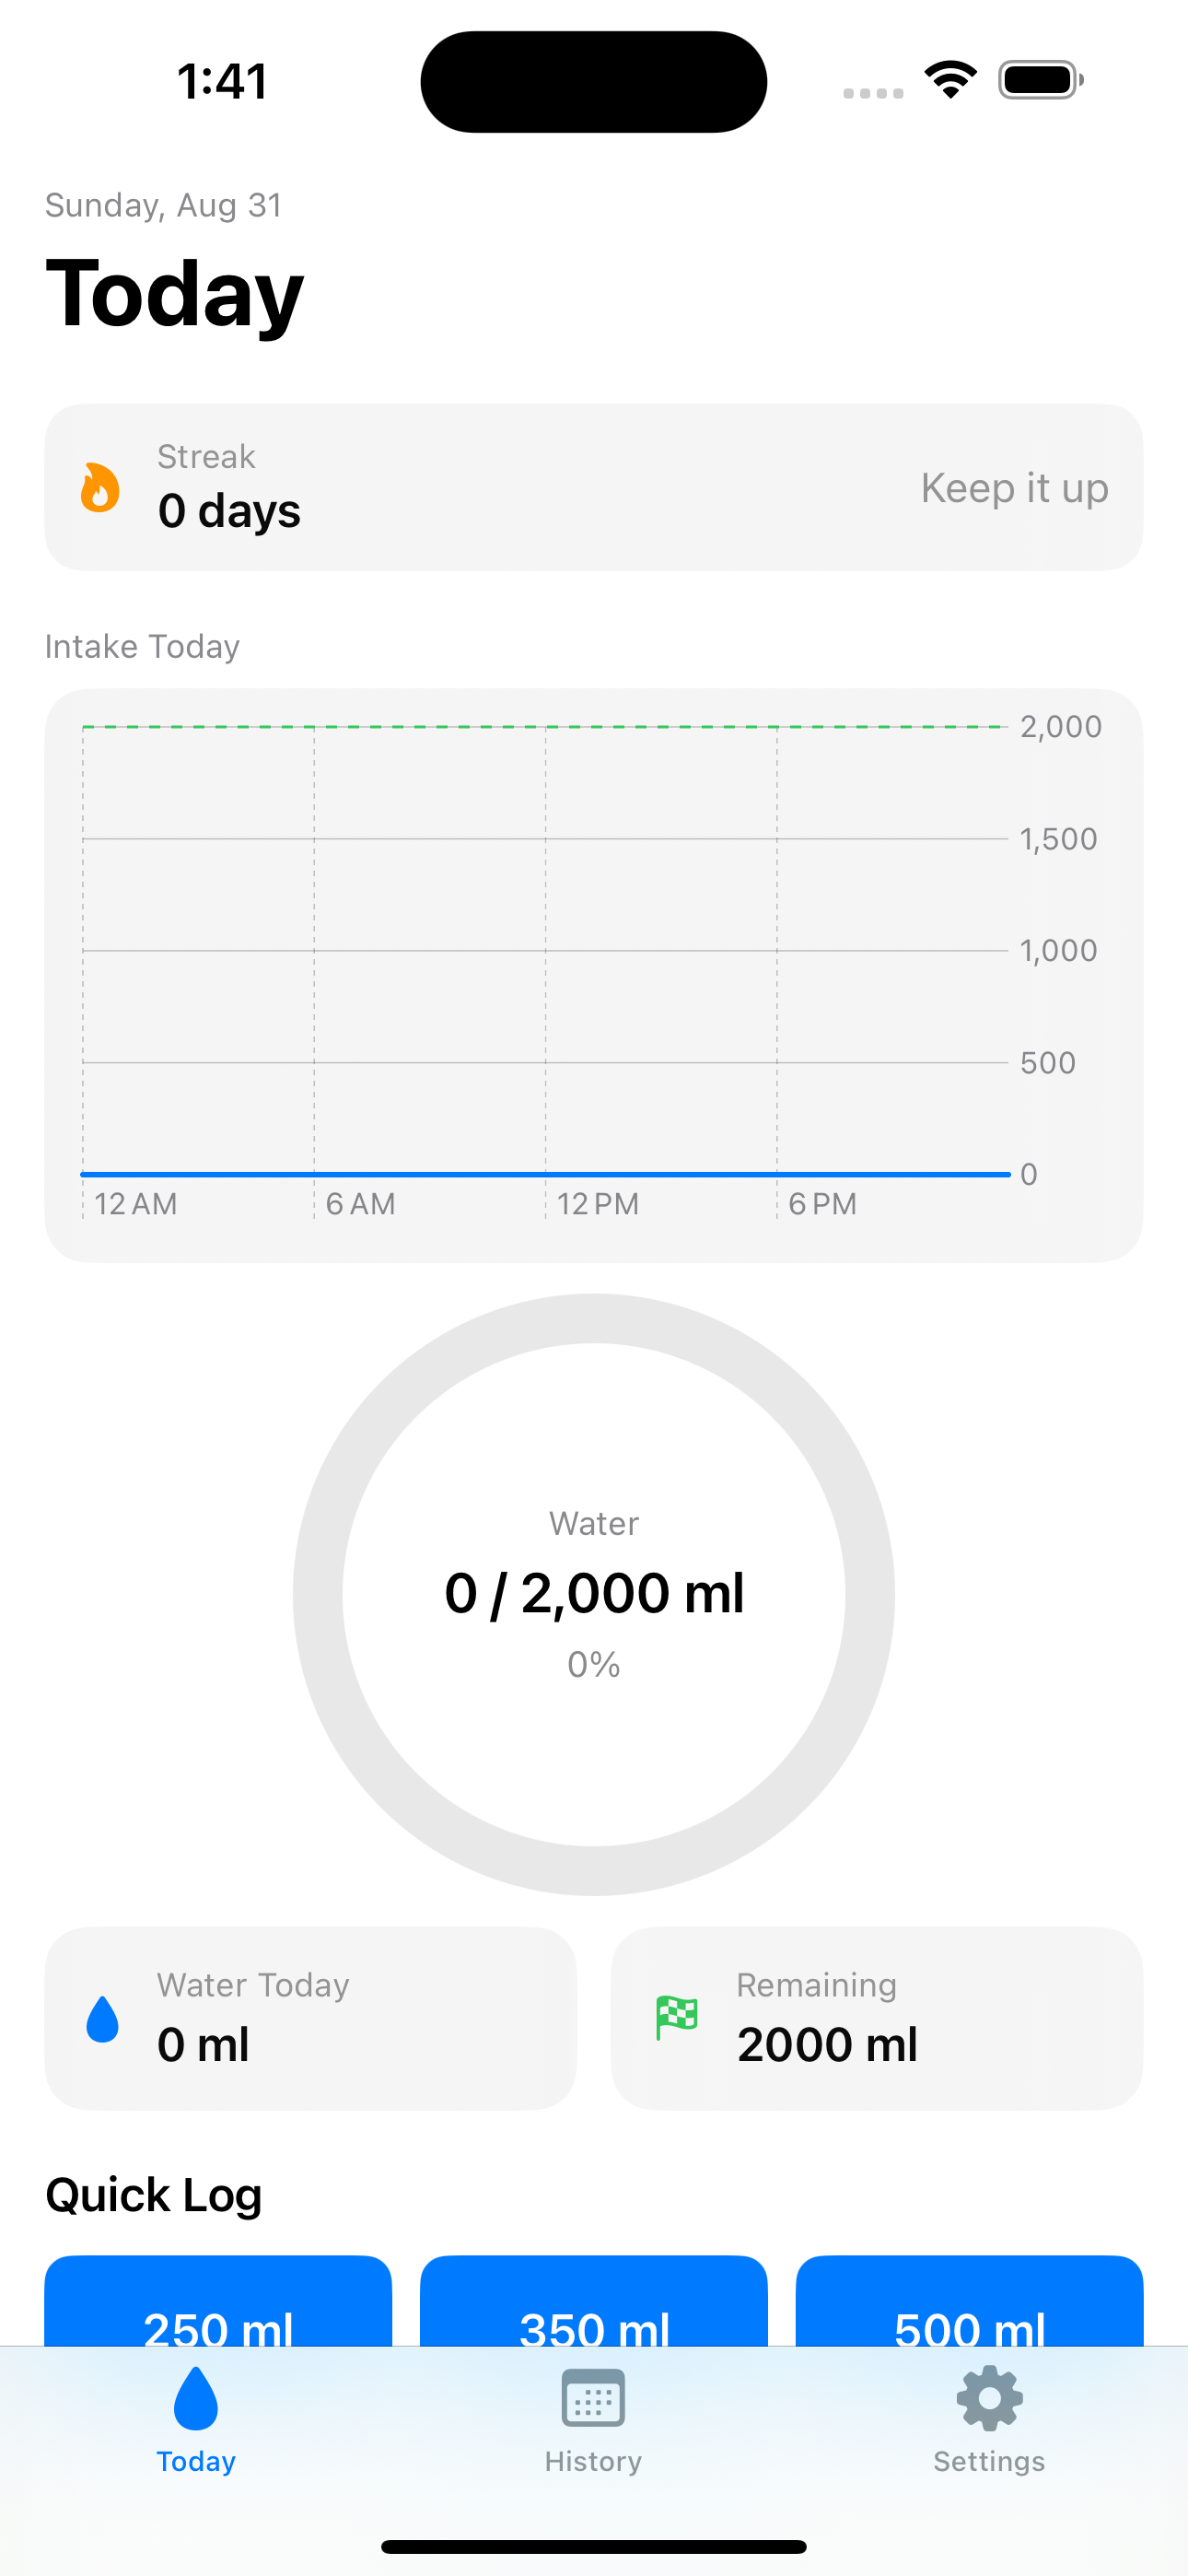 1:41
Sunday, Aug 31
Today
Streak
0 days
Keep it up
Intake Today
2,000
1,500
1,000
500
0
12 AM
6 AM
12 PM
6 PM
Water
0 / 2,000 ml
0%
Water Today
0 ml
Remaining
2000 ml
Quick Log
250 ml
350 ml
500 ml
Today
History
Settings